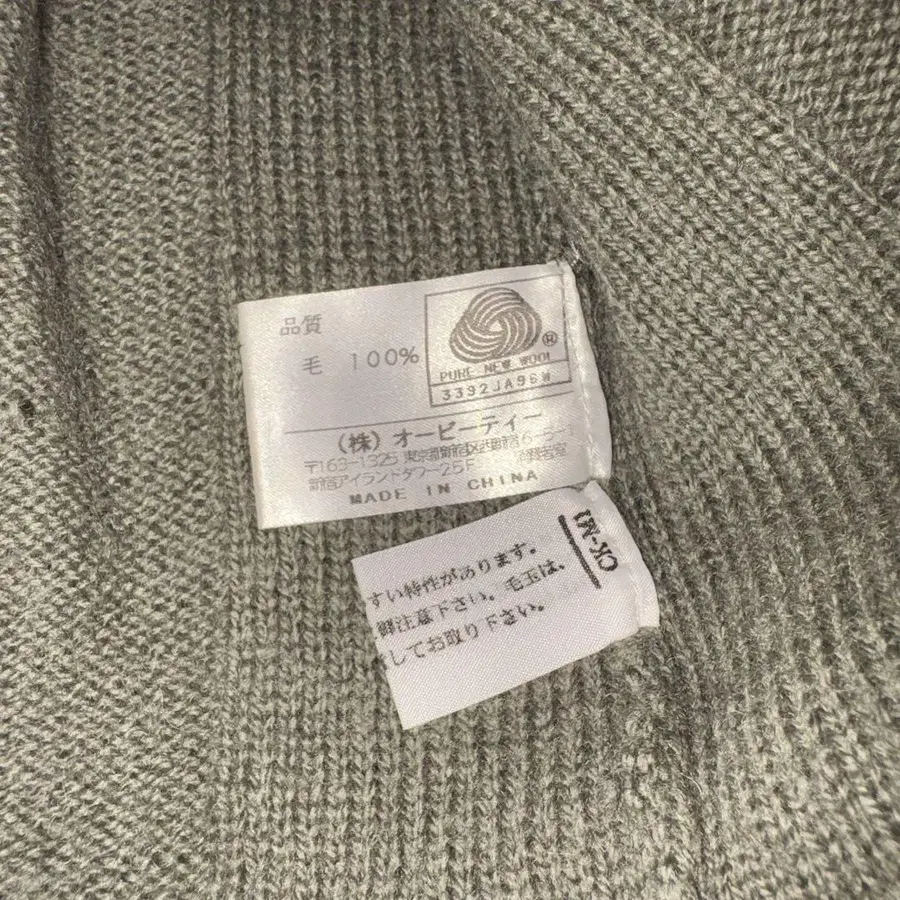 品質
毛 100%
PURE NEW WOOL
3392JA96W
(株) オーピーティー
〒163-1325 東京都新宿区西新宿6-5-1
新宿アイランドタワー25F
MADE IN CHINA
CK-M1
すい特性があります。
注意下さい。毛玉は、
してお取り下さい。